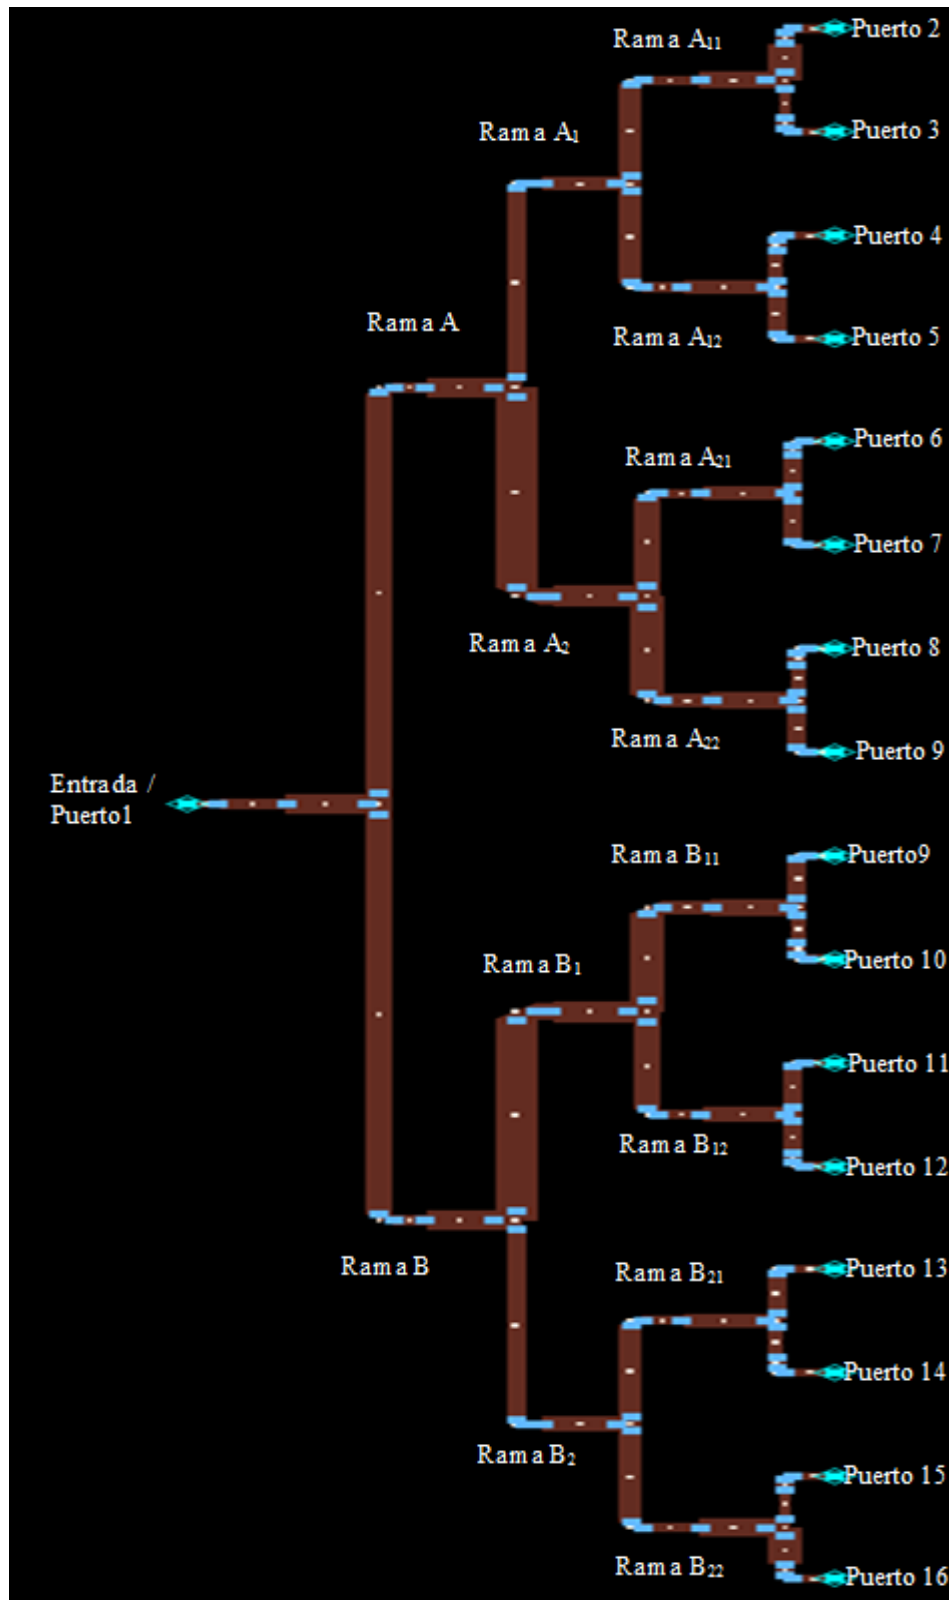 Puerto 2
Rama A₁₁
Puerto 3
Rama A₁
Puerto 4
Rama A
Rama A₁₂
Puerto 5
Puerto 6
Rama A₂₁
Puerto 7
Rama A₂
Puerto 8
Rama A₂₂
Puerto 9
Entrada /
Puerto1
Rama B₁₁
Puerto9
Rama B₁
Puerto 10
Puerto 11
Rama B₁₂
Puerto 12
Rama B
Rama B₂₁
Puerto 13
Puerto 14
Rama B₂
Puerto 15
Rama B₂₂
Puerto 16